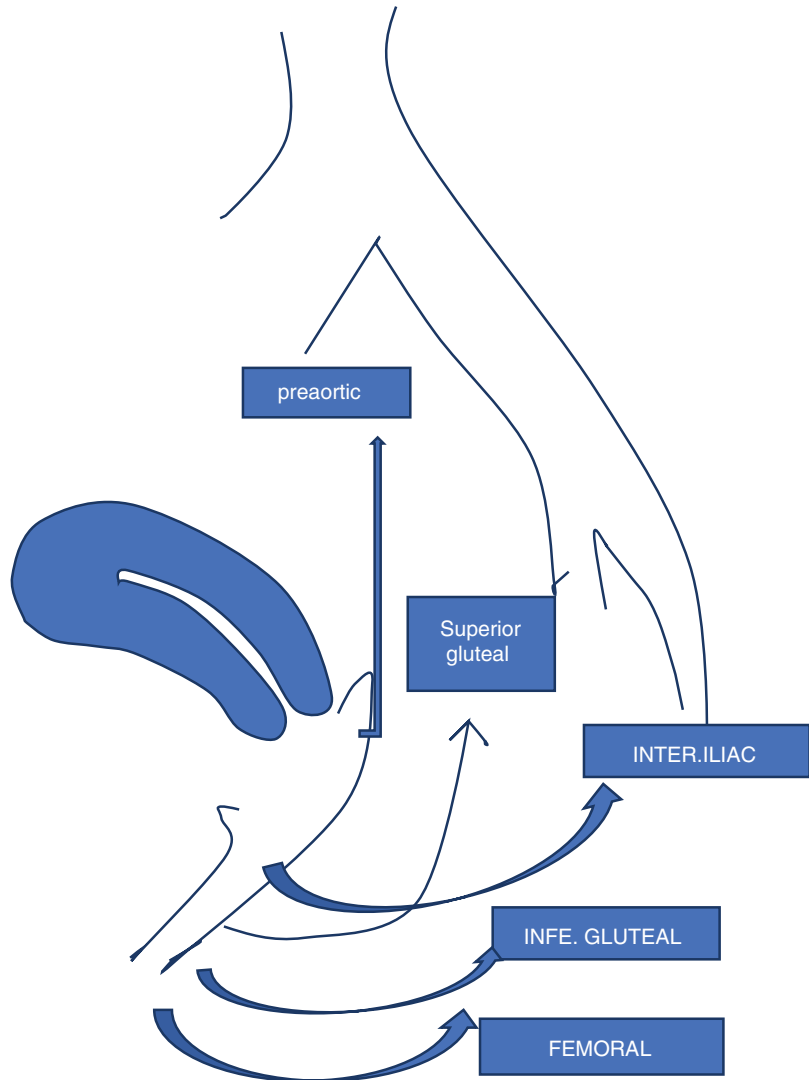 preaortic
Superior
gluteal
INTER.ILIAC
INFE. GLUTEAL
FEMORAL